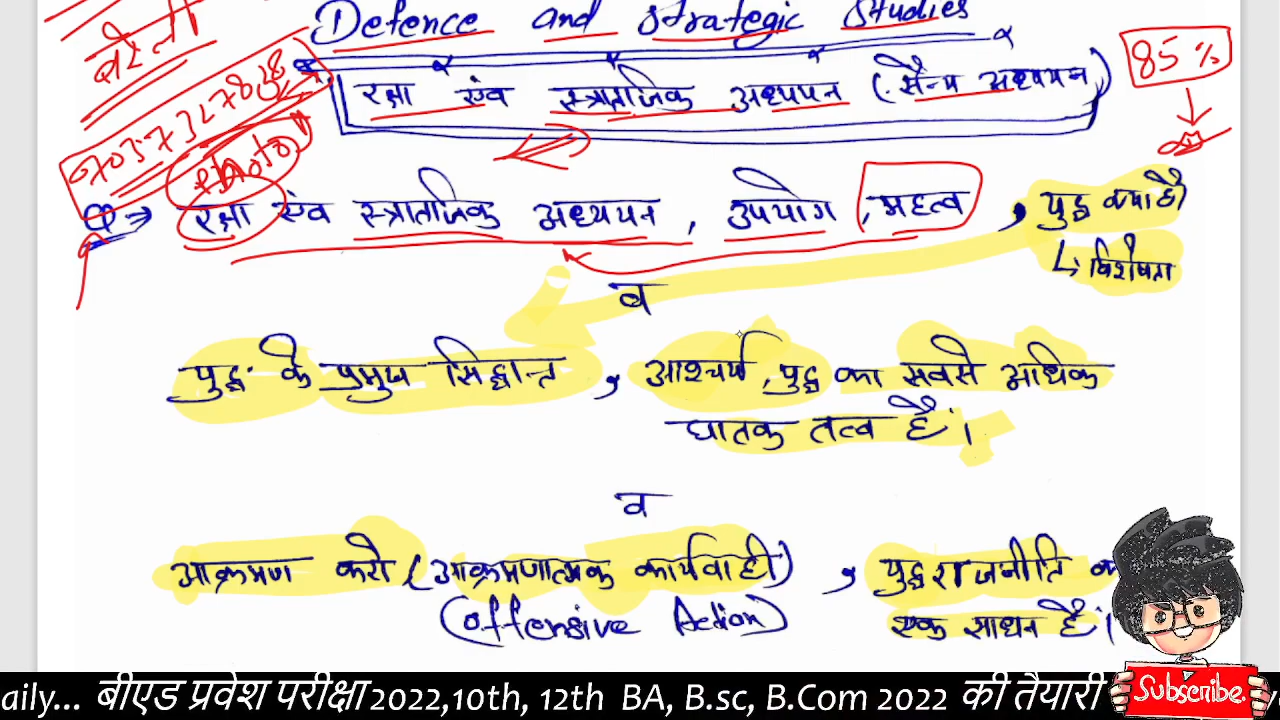 Defence and Strategic Studies
बरेली
85 %
रक्षा एंव स्त्रातजिक अध्ययन (सैन्य अध्ययन)
Photo
Q⇒ रक्षा एंव स्त्रातजिक अध्ययन, उपयोग, महत्व, युद्ध क्या है
↳ विशेषता
व
युद्ध के प्रमुख सिद्धान्त, आश्चर्य, युद्ध का सबसे अधिक
घातक तत्व है।
व
आक्रमण करो (आक्रमणात्मक कार्यवाही), युद्ध राजनीति
(Offensive Action)
एक साधन है।
aily... बीएड प्रवेश परीक्षा 2022,10th, 12th BA, B.sc, B.Com 2022 की तैयारी
Subscribe